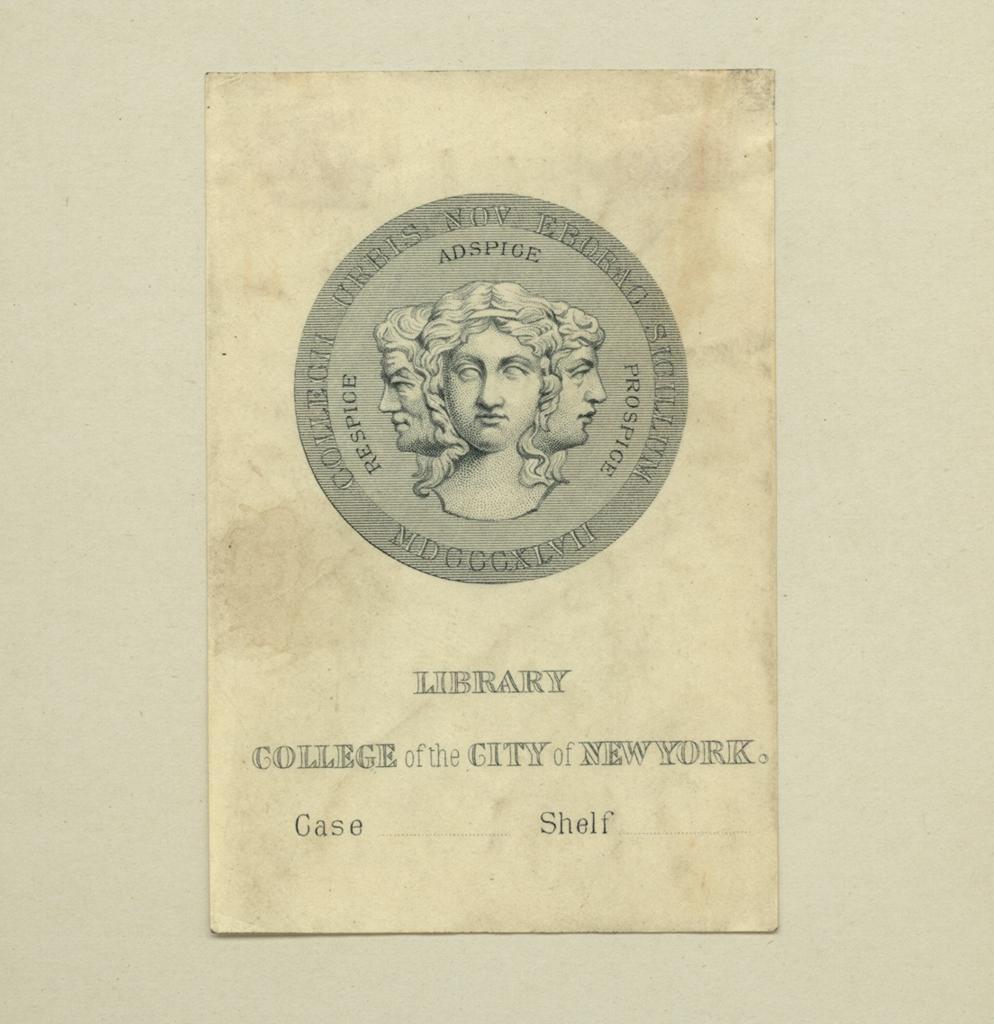 COLLEGII URBIS NOV EBORAC SIGILLUM
ADSPICE
RESPICE
PROSPICE
MDCCCXLVII
LIBRARY
COLLEGE of the CITY of NEW YORK.
Case Shelf